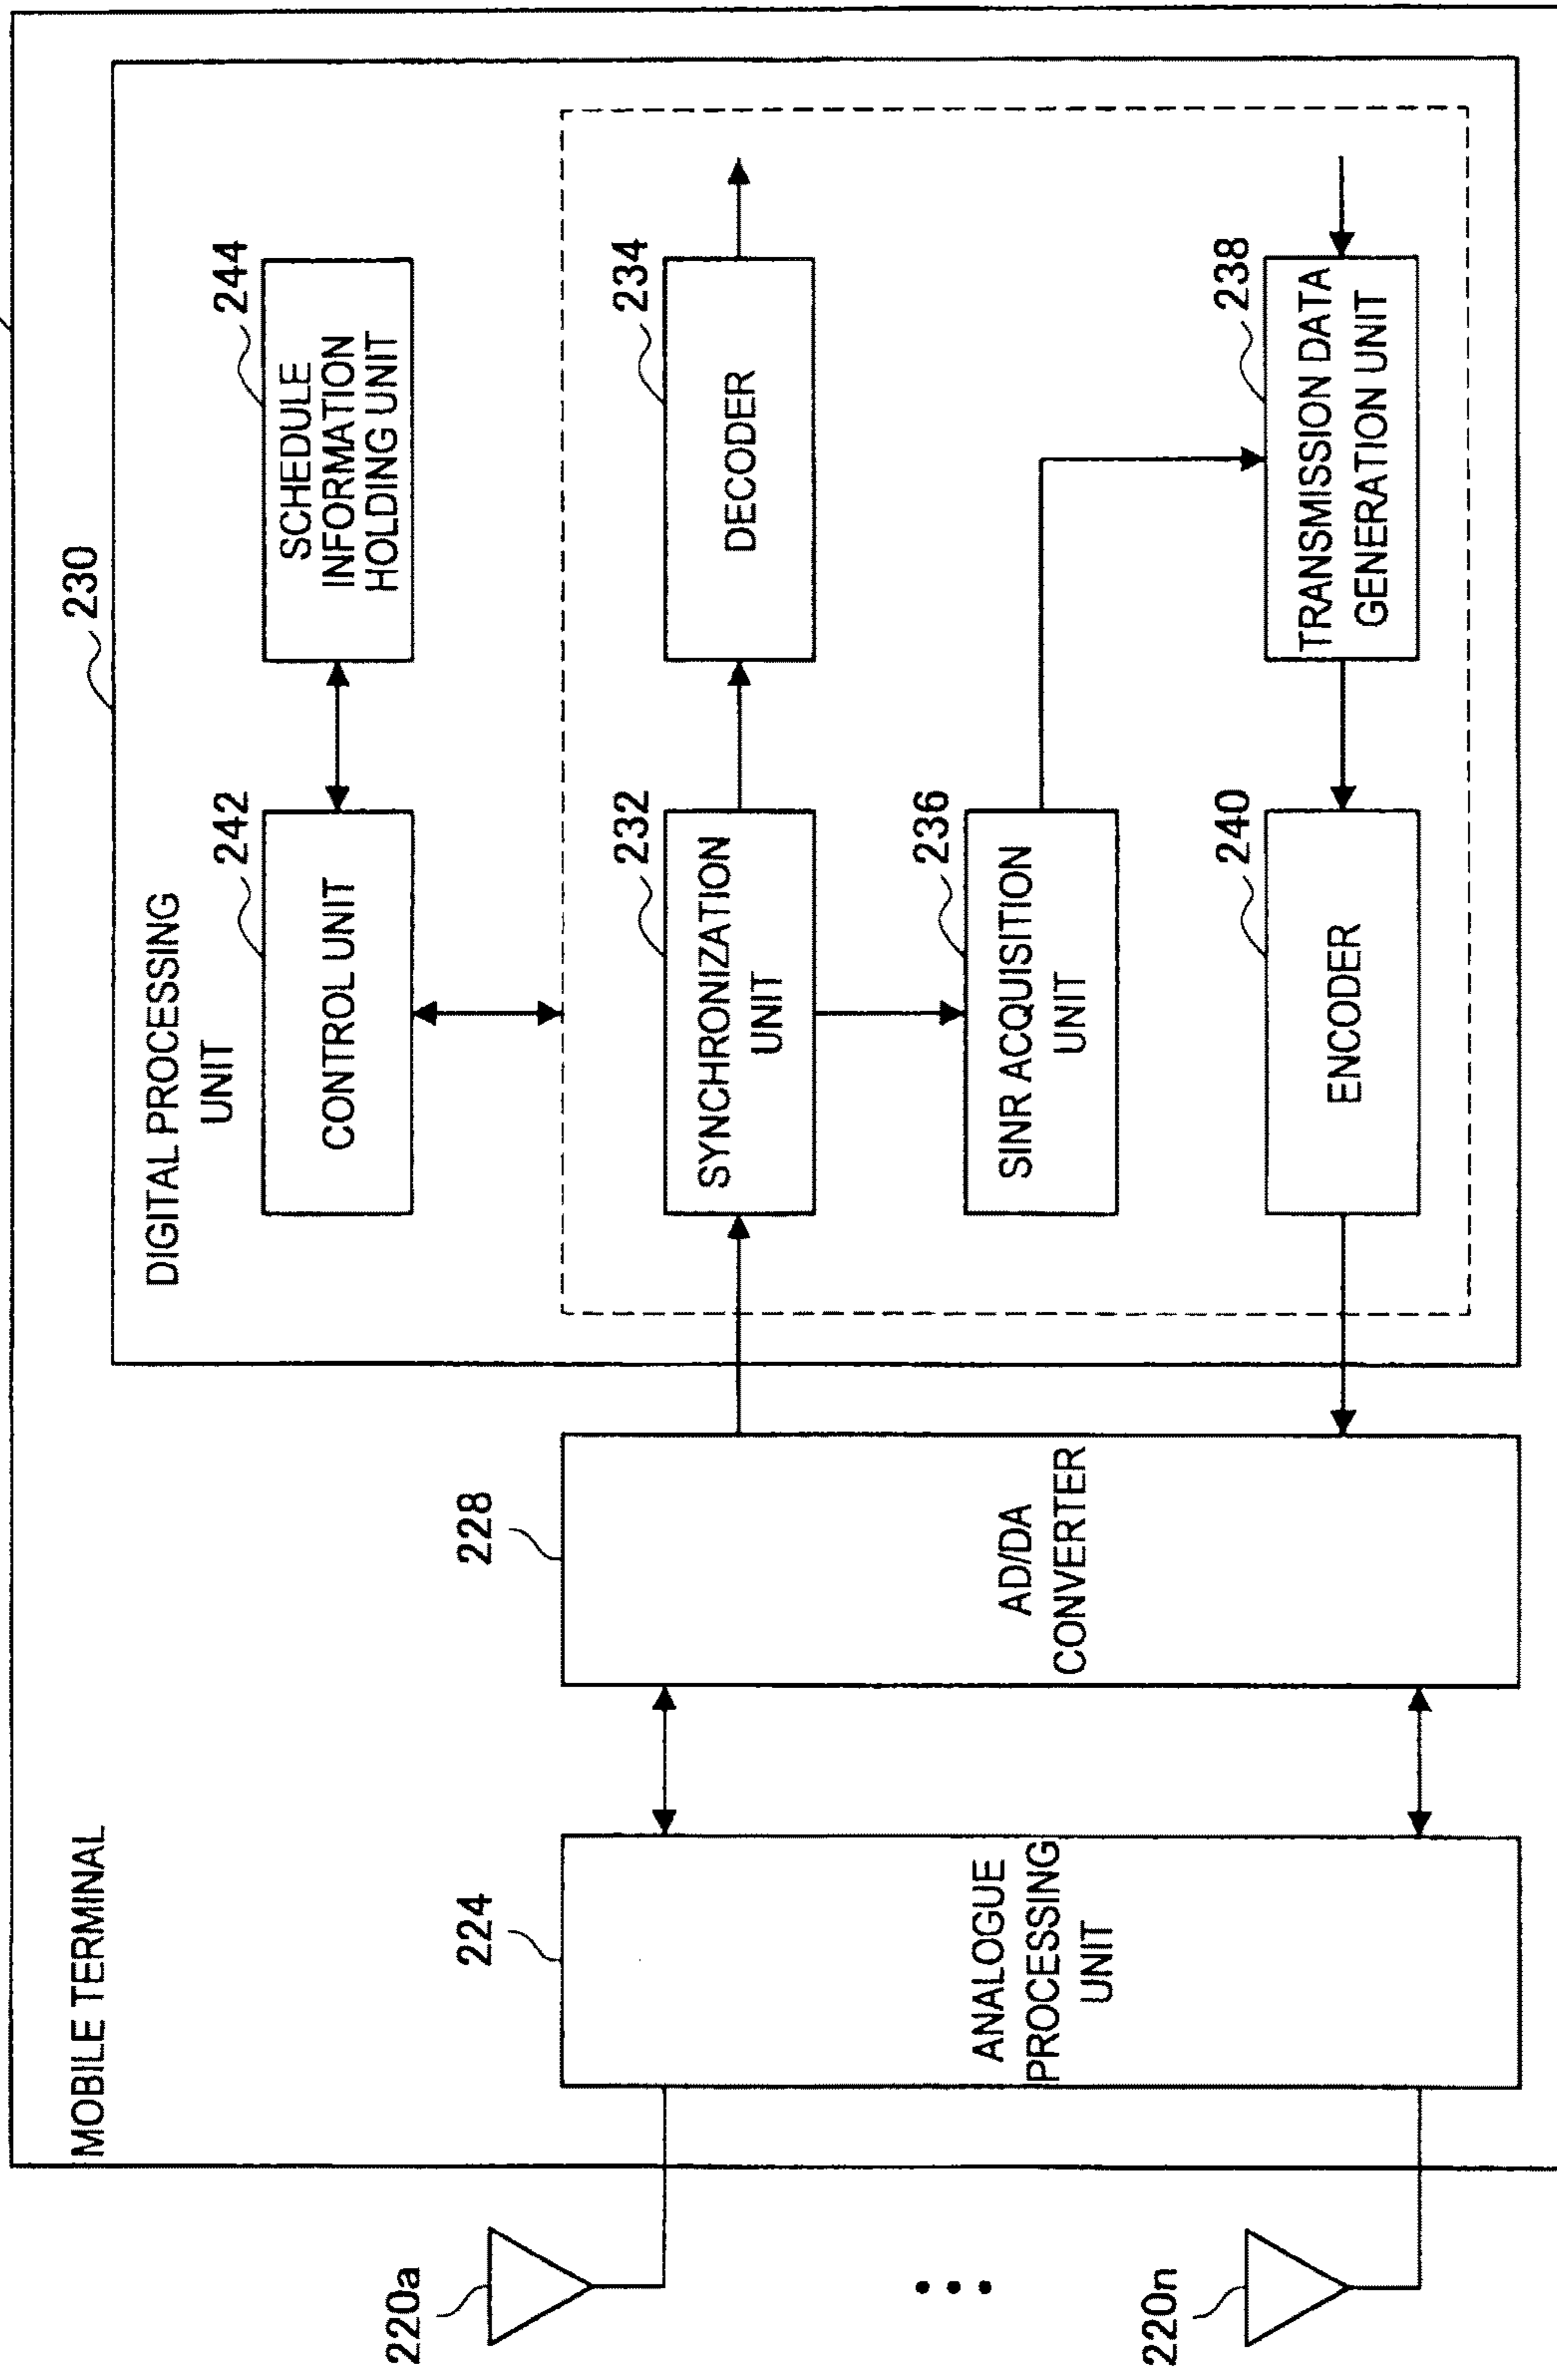 MOBILE TERMINAL
230
DIGITAL PROCESSING
UNIT
242
CONTROL UNIT
244
SCHEDULE
INFORMATION
HOLDING UNIT
220a
224
ANALOGUE
PROCESSING
UNIT
228
AD/DA
CONVERTER
232
SYNCHRONIZATION
UNIT
234
DECODER
236
SINR ACQUISITION
UNIT
220n
240
ENCODER
238
TRANSMISSION DATA
GENERATION UNIT